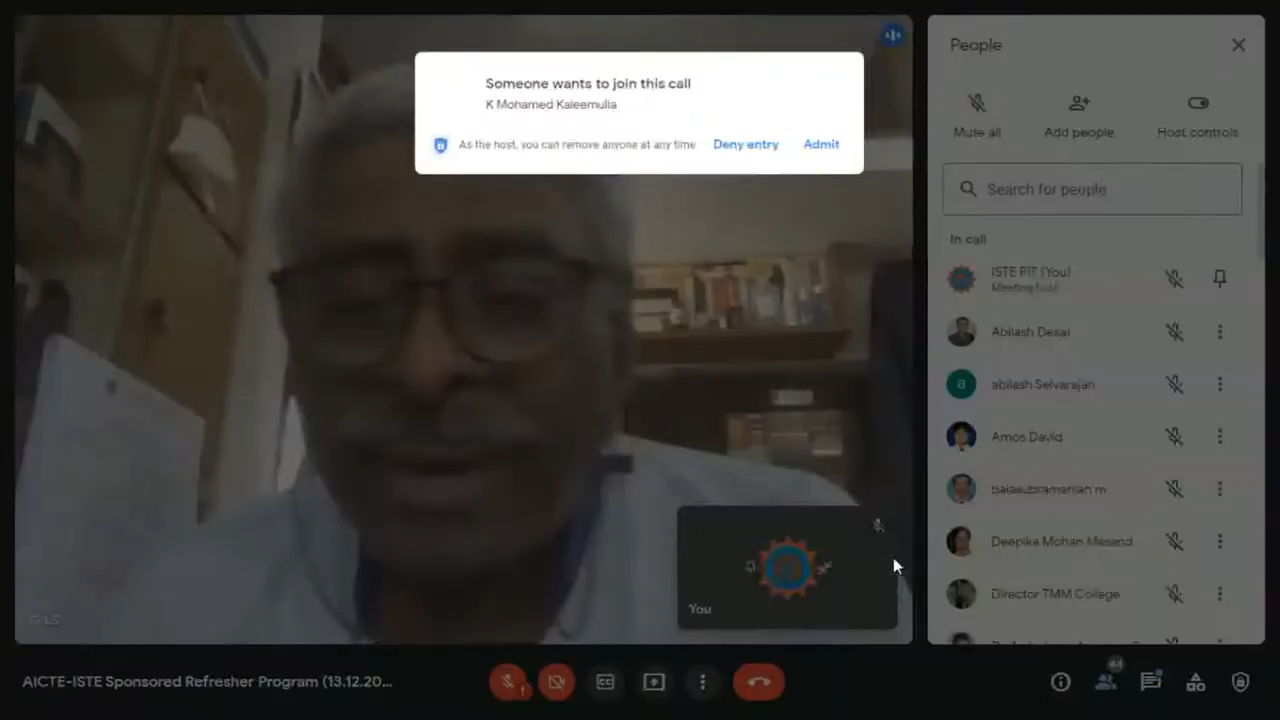 Someone wants to join this call
K Mohamed Kaleemulla
As the host, you can remove anyone at any time
Deny entry
Admit
People
Mute all
Add people
Host controls
Search for people
In call
ISTE PIT (You)
Meeting host
Abilash Desai
a
abilash Selvarajan
Amos David
balasubramanian m
Deepika Mohan Mesend
Director TMM College
You
AICTE-ISTE Sponsored Refresher Program (13.12.20...
CC
44